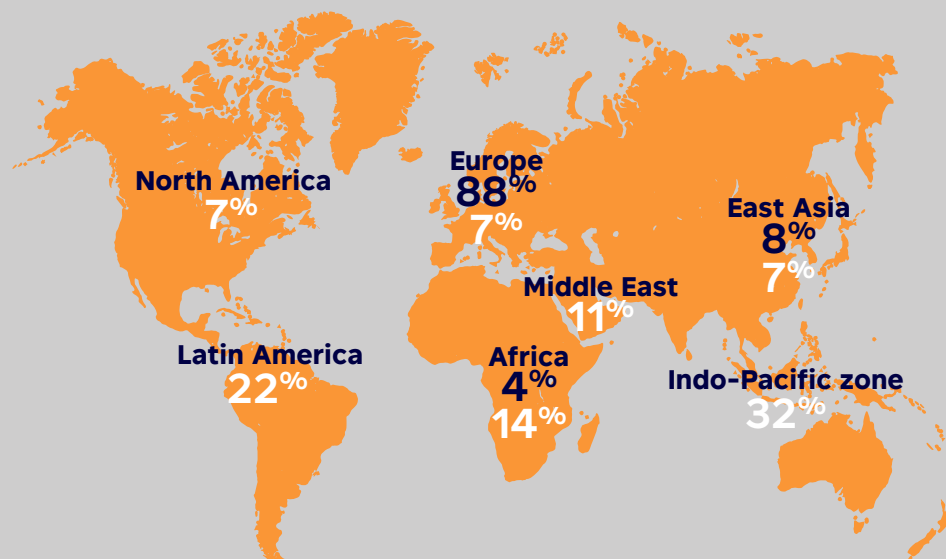 North America
7%
Europe
88%
7%
East Asia
8%
7%
Middle East
11%
Latin America
22%
Africa
4%
14%
Indo-Pacific zone
32%